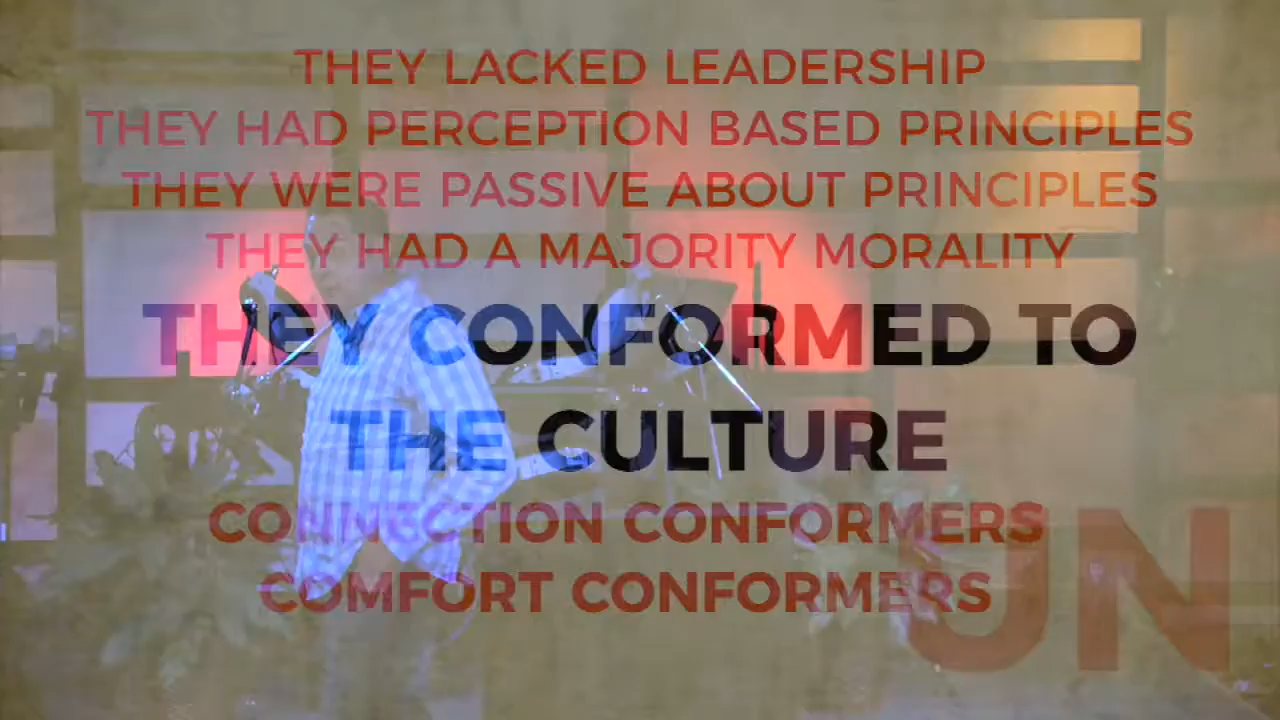 THEY LACKED LEADERSHIP
THEY HAD PERCEPTION BASED PRINCIPLES
THEY WERE PASSIVE ABOUT PRINCIPLES
THEY HAD A MAJORITY MORALITY
THEY CONFORMED TO
THE CULTURE
CONNECTION CONFORMERS
COMFORT CONFORMERS
UN